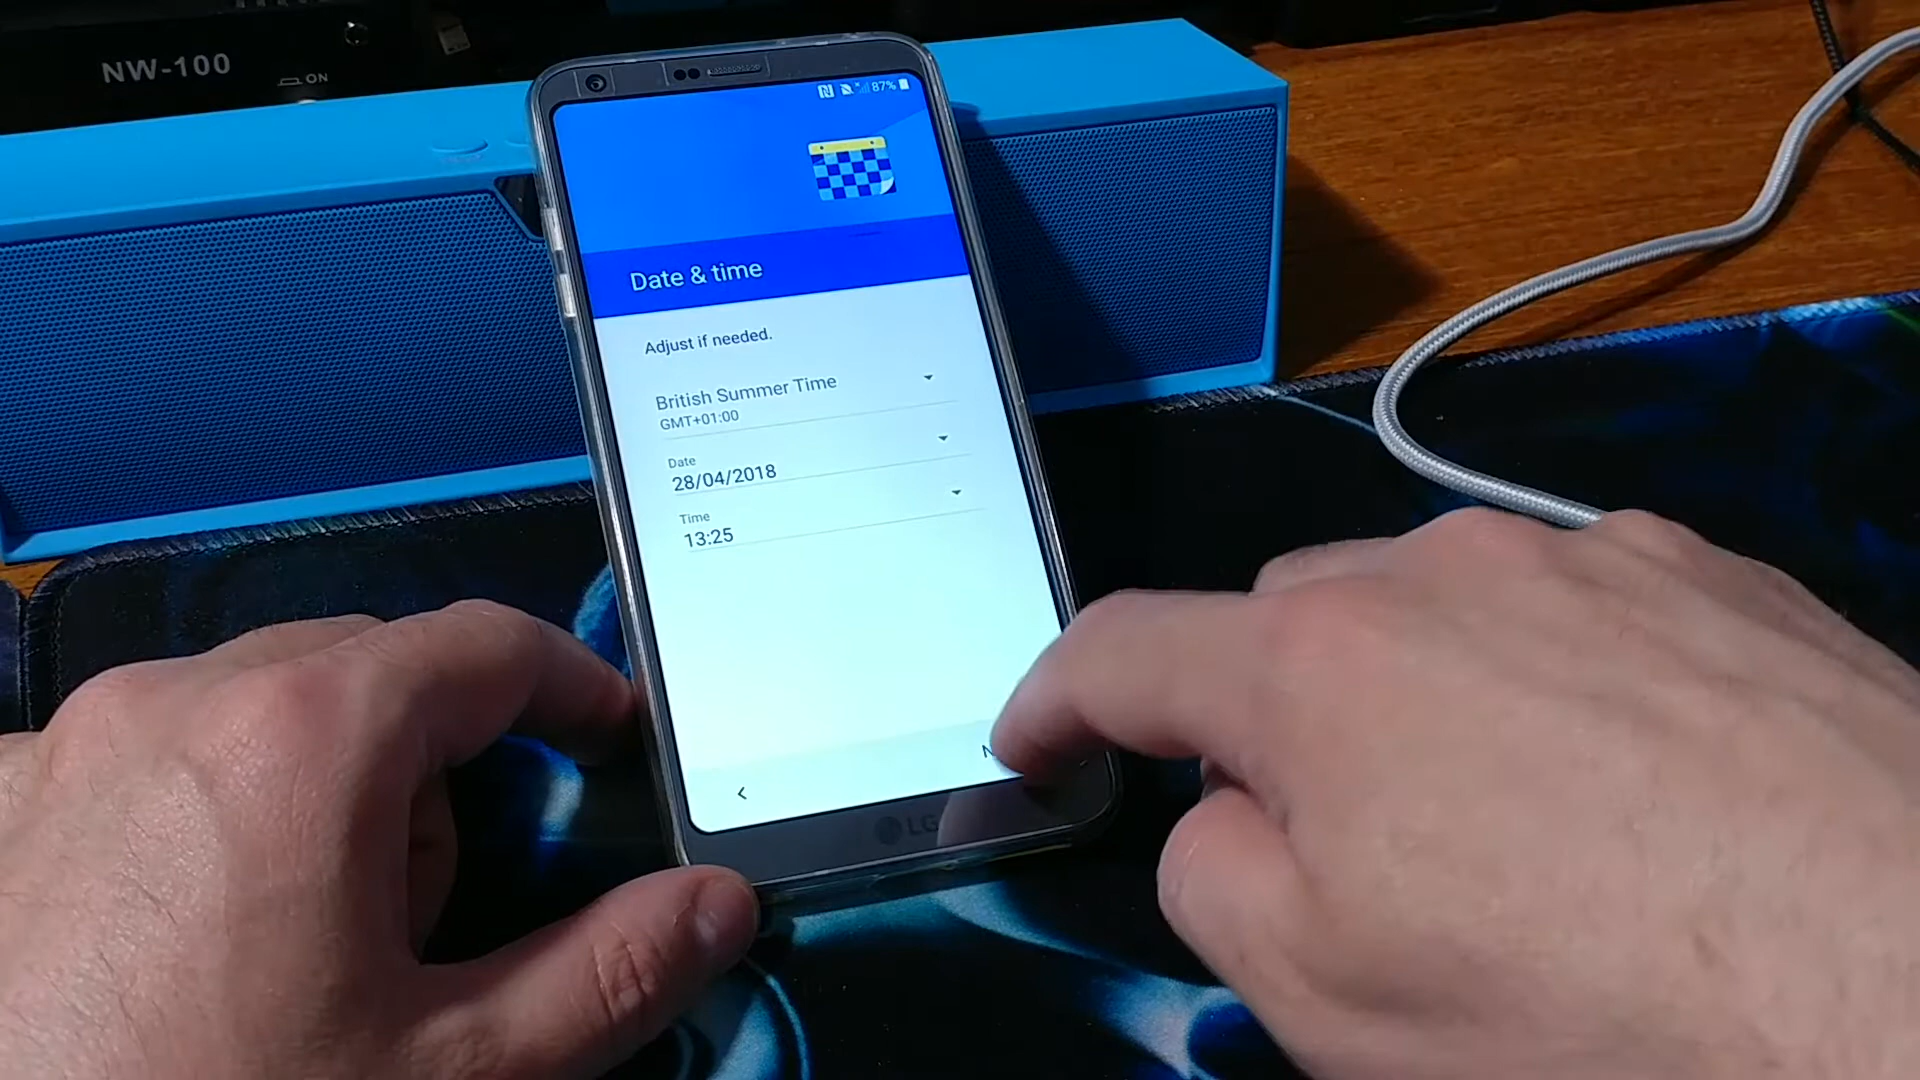 NW-100
ON
87%
Date & time
Adjust if needed.
British Summer Time
GMT+01:00
Date
28/04/2018
Time
13:25
N
LG